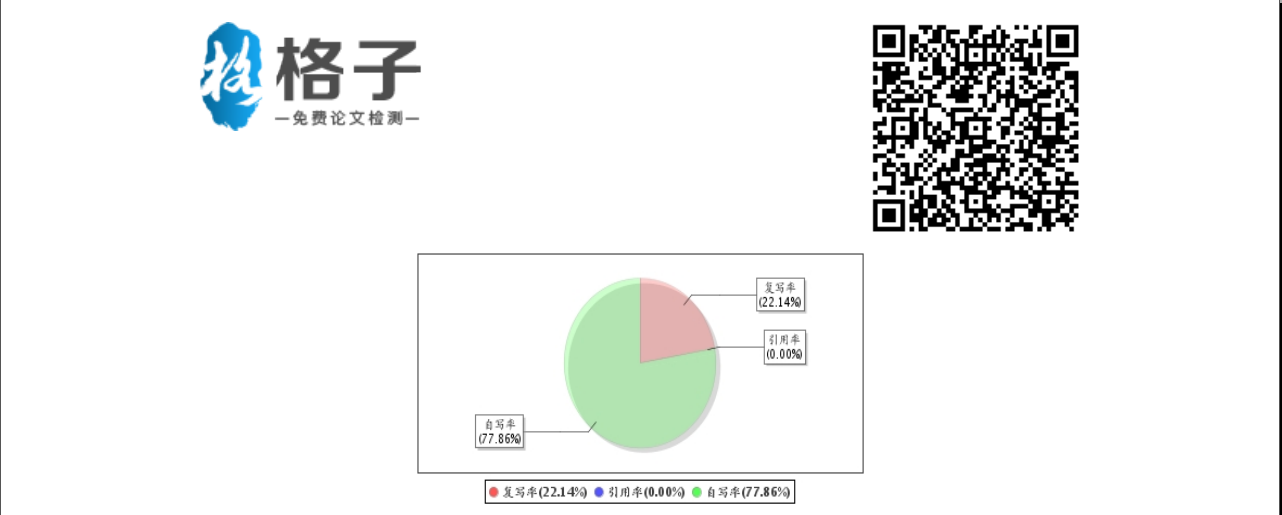 格
格子
—免费论文检测—
复写率
(22.14%)
引用率
(0.00%)
自写率
(77.86%)
复写率(22.14%) 引用率(0.00%) 自写率(77.86%)